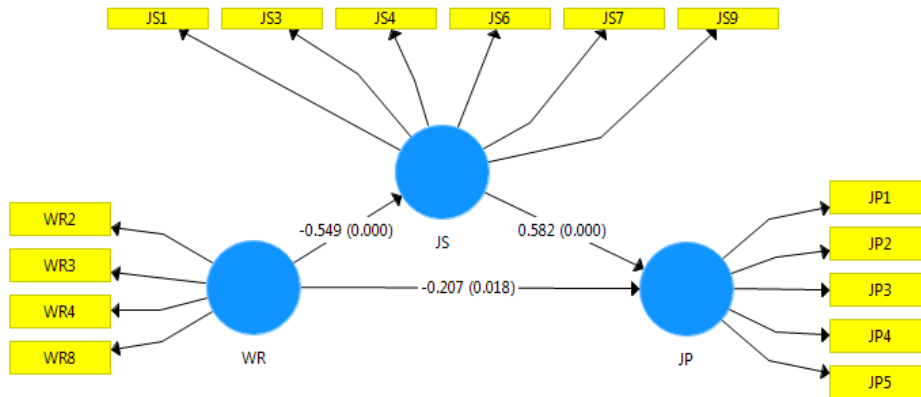 JS1
JS3
JS4
JS6
JS7
JS9
WR2
WR3
WR4
WR8
-0.549 (0.000)
JS
0.582 (0.000)
-0.207 (0.018)
WR
JP
JP1
JP2
JP3
JP4
JP5